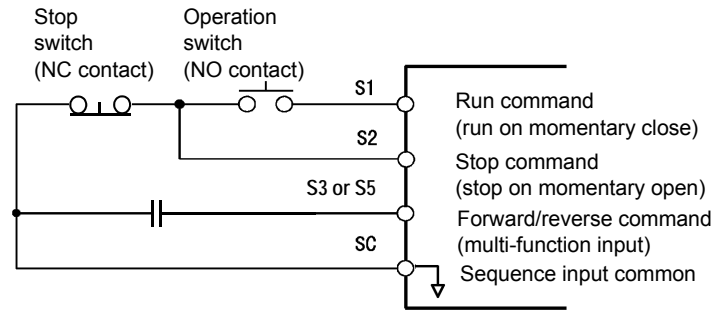 Stop
switch
(NC contact)
Operation
switch
(NO contact)
S1
Run command
(run on momentary close)
S2
Stop command
(stop on momentary open)
S3 or S5
Forward/reverse command
(multi-function input)
SC
Sequence input common